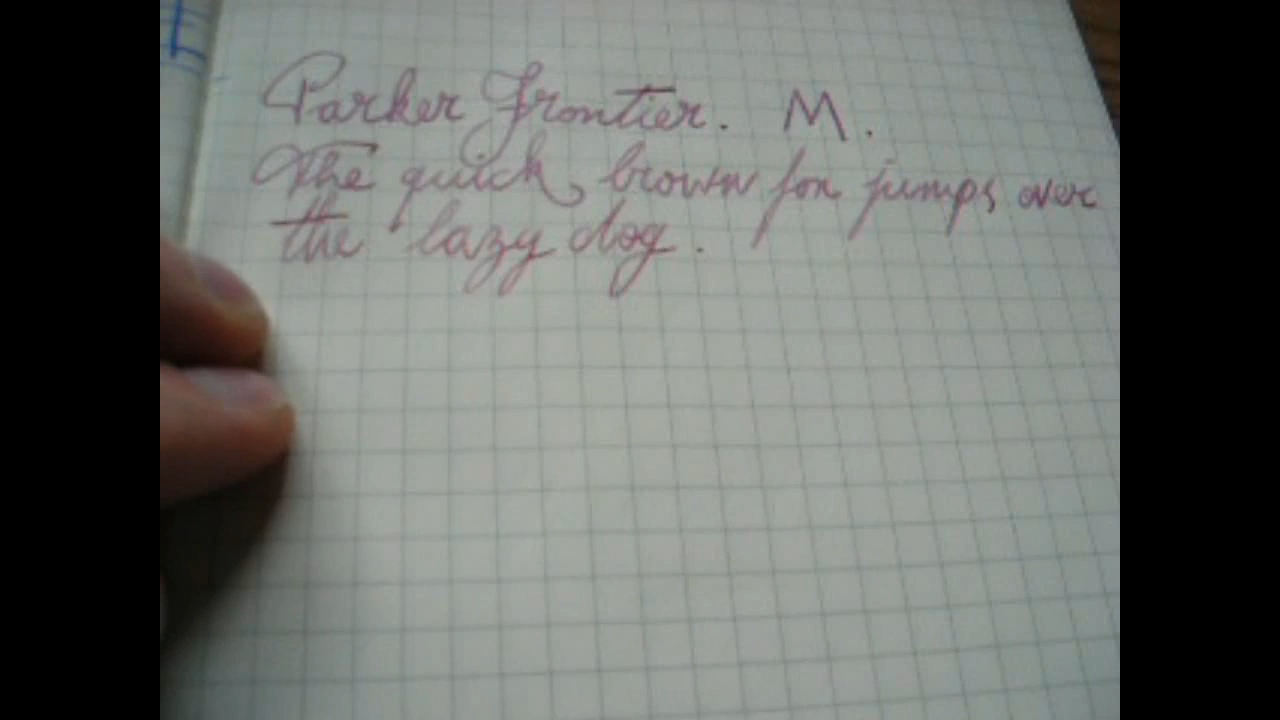 Parker Frontier. M.
The quick brown fox jumps over
the lazy dog.